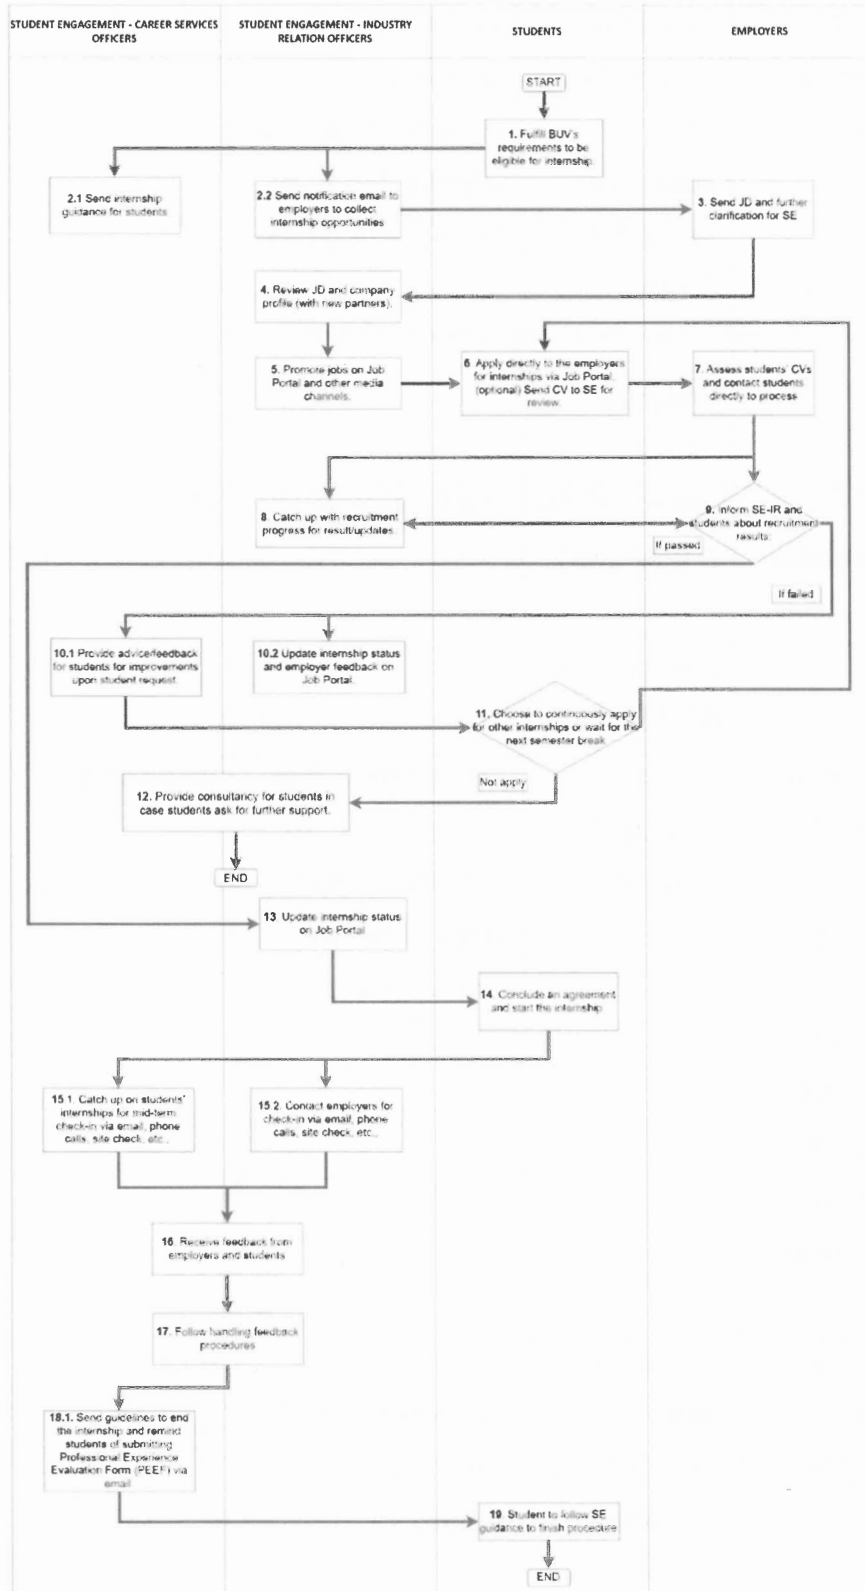 STUDENT ENGAGEMENT - CAREER SERVICES
OFFICERS
STUDENT ENGAGEMENT - INDUSTRY
RELATION OFFICERS
STUDENTS
EMPLOYERS
START
1. Fulfill BUV's
requirements to be
eligible for internship.
2.1 Send internship
guidance for students
2.2 Send notification email to
employers to collect
internship opportunities
3. Send JD and further
clarification for SE
4. Review JD and company
profile (with new partners).
5. Promote jobs on Job
Portal and other media
channels.
6. Apply directly to the employers
for internships via Job Portal.
(optional) Send CV to SE for
review.
7. Assess students' CVs
and contact students
directly to process
8. Catch up with recruitment
progress for result/updates.
9. Inform SE-IR and
students about recruitment
results.
If passed
If failed
10.1 Provide advice/feedback
for students for improvements
upon student request.
10.2 Update internship status
and employer feedback on
Job Portal.
11. Choose to continuously apply
for other internships or wait for the
next semester break
Not apply
12. Provide consultancy for students in
case students ask for further support.
END
13. Update internship status
on Job Portal
14. Conclude an agreement
and start the internship
15.1. Catch up on students'
internships for mid-term
check-in via email, phone
calls, site check, etc.,
15.2. Contact employers for
check-in via email, phone
calls, site check, etc.,
16. Receive feedback from
employers and students
17. Follow handling feedback
procedures
18.1. Send guidelines to end
the internship and remind
students of submitting
Professional Experience
Evaluation Form (PEEF) via
email
19. Student to follow SE
guidance to finish procedure
END